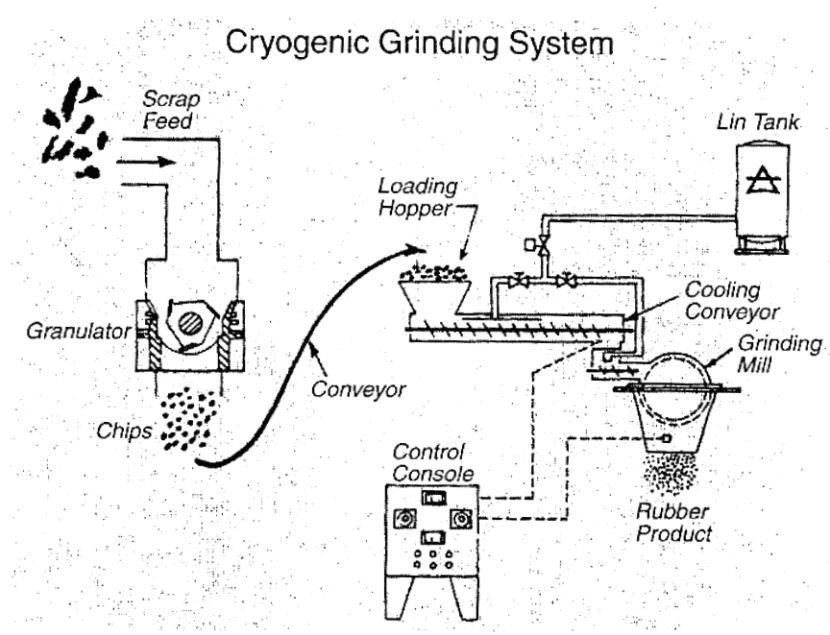 Cryogenic Grinding System
Scrap
Feed
Lin Tank
Loading
Hopper
Cooling
Conveyor
Granulator
Grinding
Mill
Conveyor
Chips
Control
Console
Rubber
Product